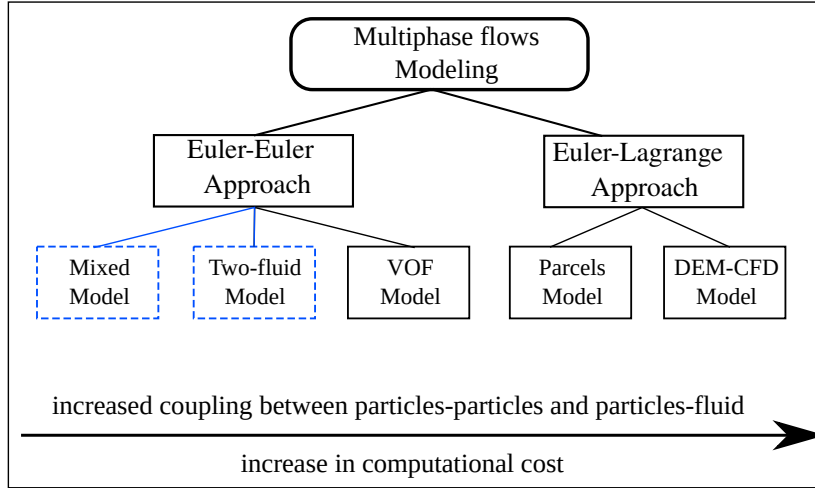 Multiphase flows
Modeling
Euler-Euler
Approach
Euler-Lagrange
Approach
Mixed
Model
Two-fluid
Model
VOF
Model
Parcels
Model
DEM-CFD
Model
increased coupling between particles-particles and particles-fluid
increase in computational cost